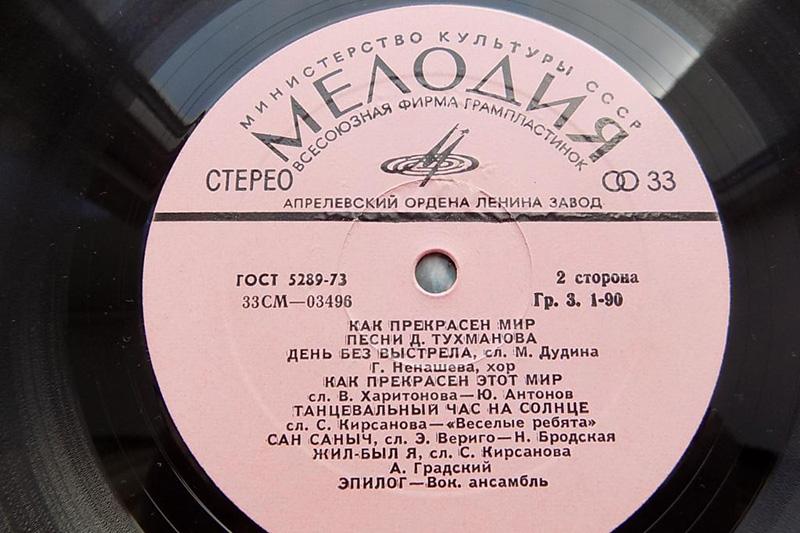 МИНИСТЕРСТВО КУЛЬТУРЫ СССР
МЕЛОДИЯ
ВСЕСОЮЗНАЯ ФИРМА ГРАМПЛАСТИНОК
СТЕРЕО
33
АПРЕЛЕВСКИЙ ОРДЕНА ЛЕНИНА ЗАВОД
ГОСТ 5289-73
2 сторона
33СМ—03496
Гр. 3. 1-90
КАК ПРЕКРАСЕН МИР
ПЕСНИ Д. ТУХМАНОВА
ДЕНЬ БЕЗ ВЫСТРЕЛА, сл. М. Дудина
Г. Ненашева, хор
КАК ПРЕКРАСЕН ЭТОТ МИР
сл. В. Харитонова—Ю. Антонов
ТАНЦЕВАЛЬНЫЙ ЧАС НА СОЛНЦЕ
сл. С. Кирсанова—«Веселые ребята»
САН САНЫЧ, сл. Э. Вериго—Н. Бродская
ЖИЛ-БЫЛ Я, сл. С. Кирсанова
А. Градский
ЭПИЛОГ—Вок. ансамбль